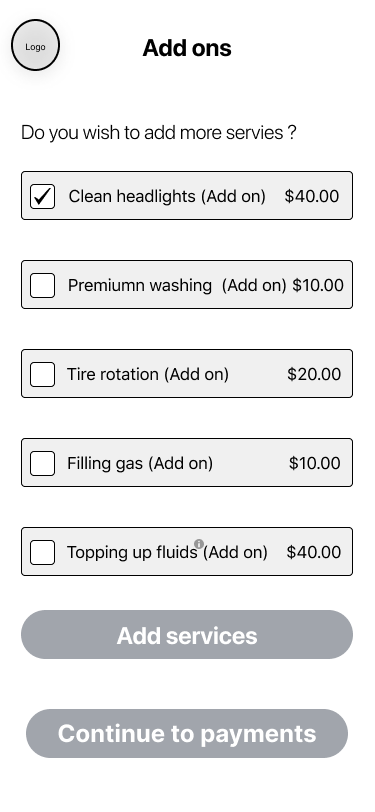 Logo
Add ons
Do you wish to add more servies ?
Clean headlights (Add on) $40.00
Premiumn washing (Add on) $10.00
Tire rotation (Add on) $20.00
Filling gas (Add on) $10.00
Topping up fluids (Add on) $40.00
Add services
Continue to payments